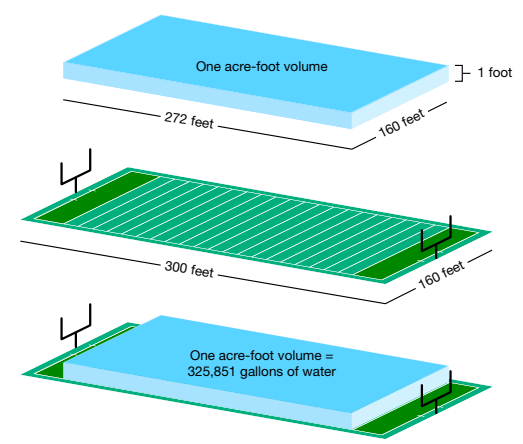 One acre-foot volume
1 foot
272 feet
160 feet
300 feet
160 feet
One acre-foot volume =
325,851 gallons of water